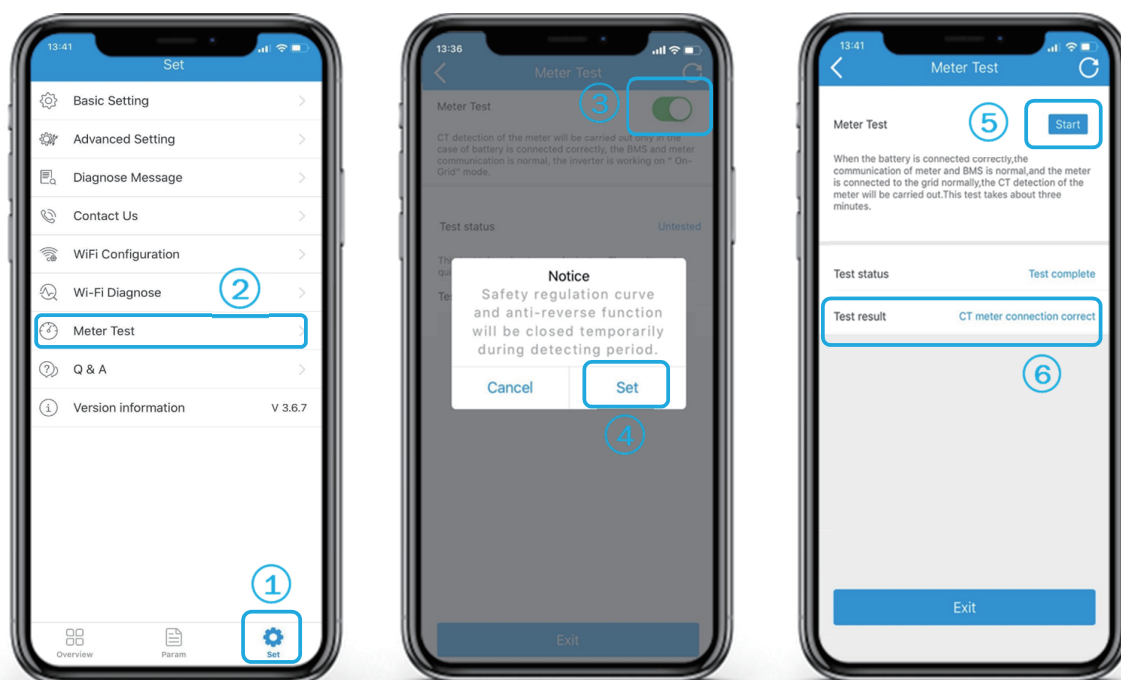 13:41
Set
Basic Setting
Advanced Setting
Diagnose Message
Contact Us
WiFi Configuration
Wi-Fi Diagnose
②
Meter Test
Q & A
Version information V 3.6.7
①
Overview Param Set
13:36
Meter Test
Meter Test ③
CT detection of the meter will be carried out only in the
case of battery is connected correctly, the BMS and meter
communication is normal, the inverter is working on " On-
Grid" mode.
Test status Untested
Notice
Safety regulation curve
and anti-reverse function
will be closed temporarily
during detecting period.
Cancel Set
④
Exit
13:41
Meter Test
Meter Test ⑤ Start
When the battery is connected correctly,the
communication of meter and BMS is normal,and the meter
is connected to the grid normally,the CT detection of the
meter will be carried out.This test takes about three
minutes.
Test status Test complete
Test result CT meter connection correct
⑥
Exit